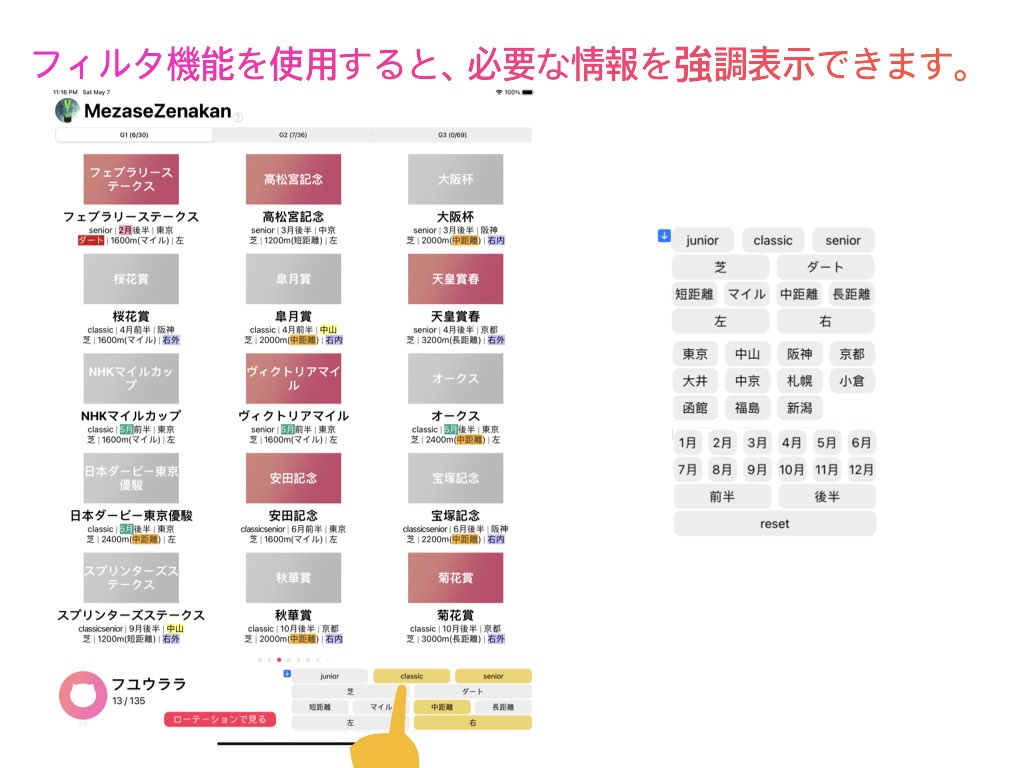 フィルタ機能を使用すると、必要な情報を強調表示できます。
11:16 PM Sat May 7
100%
MezaseZenakan
G1 (6/30)
G2 (7/36)
G3 (0/69)
フェブラリース
テークス
フェブラリーステークス
senior | 2月後半 | 東京
ダート | 1600m(マイル) | 左
高松宮記念
高松宮記念
senior | 3月後半 | 中京
芝 | 1200m(短距離) | 左
大阪杯
大阪杯
senior | 3月後半 | 阪神
芝 | 2000m(中距離) | 右内
桜花賞
桜花賞
classic | 4月前半 | 阪神
芝 | 1600m(マイル) | 右外
皐月賞
皐月賞
classic | 4月前半 | 中山
芝 | 2000m(中距離) | 右内
天皇賞春
天皇賞春
senior | 4月後半 | 京都
芝 | 3200m(長距離) | 右外
NHKマイルカッ
プ
NHKマイルカップ
classic | 5月前半 | 東京
芝 | 1600m(マイル) | 左
ヴィクトリアマイ
ル
ヴィクトリアマイル
senior | 5月前半 | 東京
芝 | 1600m(マイル) | 左
オークス
オークス
classic | 5月後半 | 東京
芝 | 2400m(中距離) | 左
日本ダービー東京
優駿
日本ダービー東京優駿
classic | 5月後半 | 東京
芝 | 2400m(中距離) | 左
安田記念
安田記念
classicsenior | 6月前半 | 東京
芝 | 1600m(マイル) | 左
宝塚記念
宝塚記念
classicsenior | 6月後半 | 阪神
芝 | 2200m(中距離) | 右内
スプリンターズス
テークス
スプリンターズステークス
classicsenior | 9月後半 | 中山
芝 | 1200m(短距離) | 右外
秋華賞
秋華賞
classic | 10月後半 | 京都
芝 | 2000m(中距離) | 右内
菊花賞
菊花賞
classic | 10月後半 | 京都
芝 | 3000m(長距離) | 右外
フユウララ
13 / 135
ローテーションで見る
junior classic senior
芝 ダート
短距離 マイル 中距離 長距離
左 右
junior classic senior
芝 ダート
短距離 マイル 中距離 長距離
左 右
東京 中山 阪神 京都
大井 中京 札幌 小倉
函館 福島 新潟
1月 2月 3月 4月 5月 6月
7月 8月 9月 10月 11月 12月
前半 後半
reset